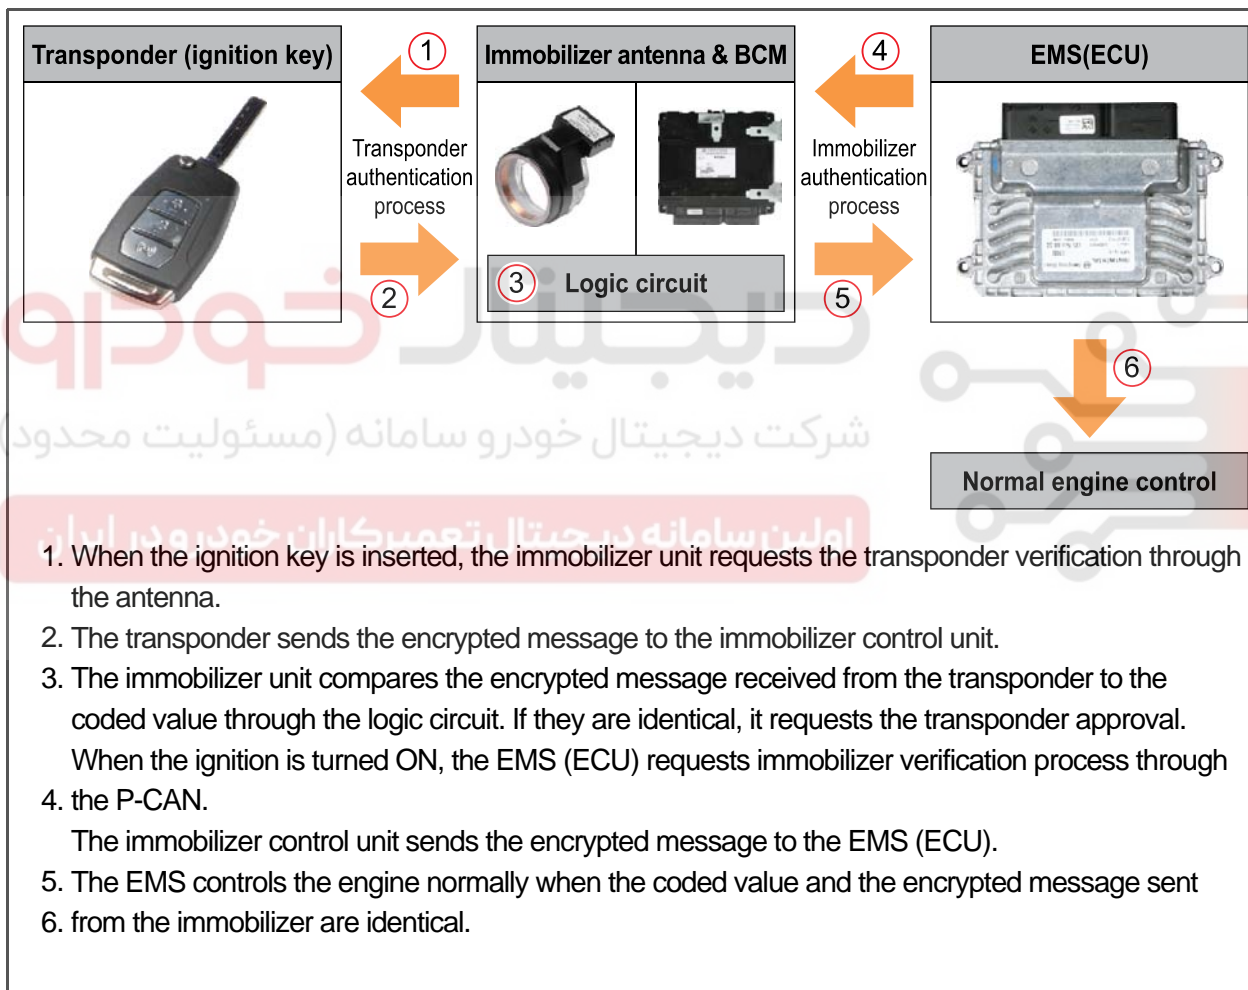 Transponder (ignition key)
1
Immobilizer antenna & BCM
4
EMS(ECU)
Transponder
authentication
process
2
3 Logic circuit
Immobilizer
authentication
process
5
6
Normal engine control
دیجیتال خودرو
شرکت دیجیتال خودرو سامانه (مسئولیت محدود)
اولین سامانه دیجیتال تعمیرکاران خودرو در ایران
1. When the ignition key is inserted, the immobilizer unit requests the transponder verification through
the antenna.
2. The transponder sends the encrypted message to the immobilizer control unit.
3. The immobilizer unit compares the encrypted message received from the transponder to the
coded value through the logic circuit. If they are identical, it requests the transponder approval.
When the ignition is turned ON, the EMS (ECU) requests immobilizer verification process through
4. the P-CAN.
The immobilizer control unit sends the encrypted message to the EMS (ECU).
5. The EMS controls the engine normally when the coded value and the encrypted message sent
6. from the immobilizer are identical.